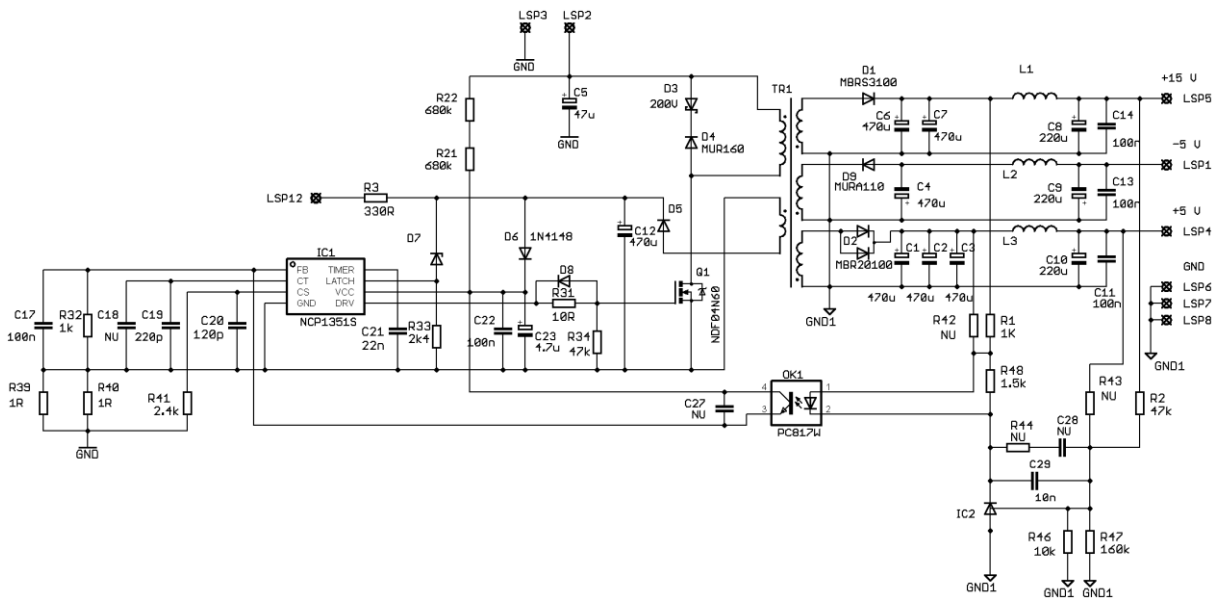 LSP3
LSP2
GND
R22
680k
C5
47u
GND
D3
200V
TR1
D1
MBRS3100
L1
+15 V
LSP5
C6
470u
C7
470u
C8
220u
C14
100n
R21
680k
D4
MUR160
-5 V
LSP1
D9
MURA110
L2
C4
470u
C9
220u
C13
100n
LSP12
R3
330R
+5 V
LSP4
D2
MBR20100
L3
D7
D6
1N4148
C12
470u
D5
C1
470u
C2
470u
C3
470u
C10
220u
C11
100n
GND
LSP6
LSP7
LSP8
GND1
IC1
FB
CT
CS
GND
TIMER
LATCH
VCC
DRV
NCP1351S
D8
R31
10R
Q1
NDF04N60
GND1
C17
100n
R32
1k
C18
NU
C19
220p
C20
120p
C21
22n
R33
2k4
C22
100n
C23
4.7u
R34
47k
R42
NU
R1
1K
R39
1R
R40
1R
R41
2.4k
GND
C27
NU
OK1
4
3
1
2
PC817W
R48
1.5k
R43
NU
R2
47k
R44
NU
C28
NU
C29
10n
IC2
R46
10k
R47
160k
GND1
GND1
GND1